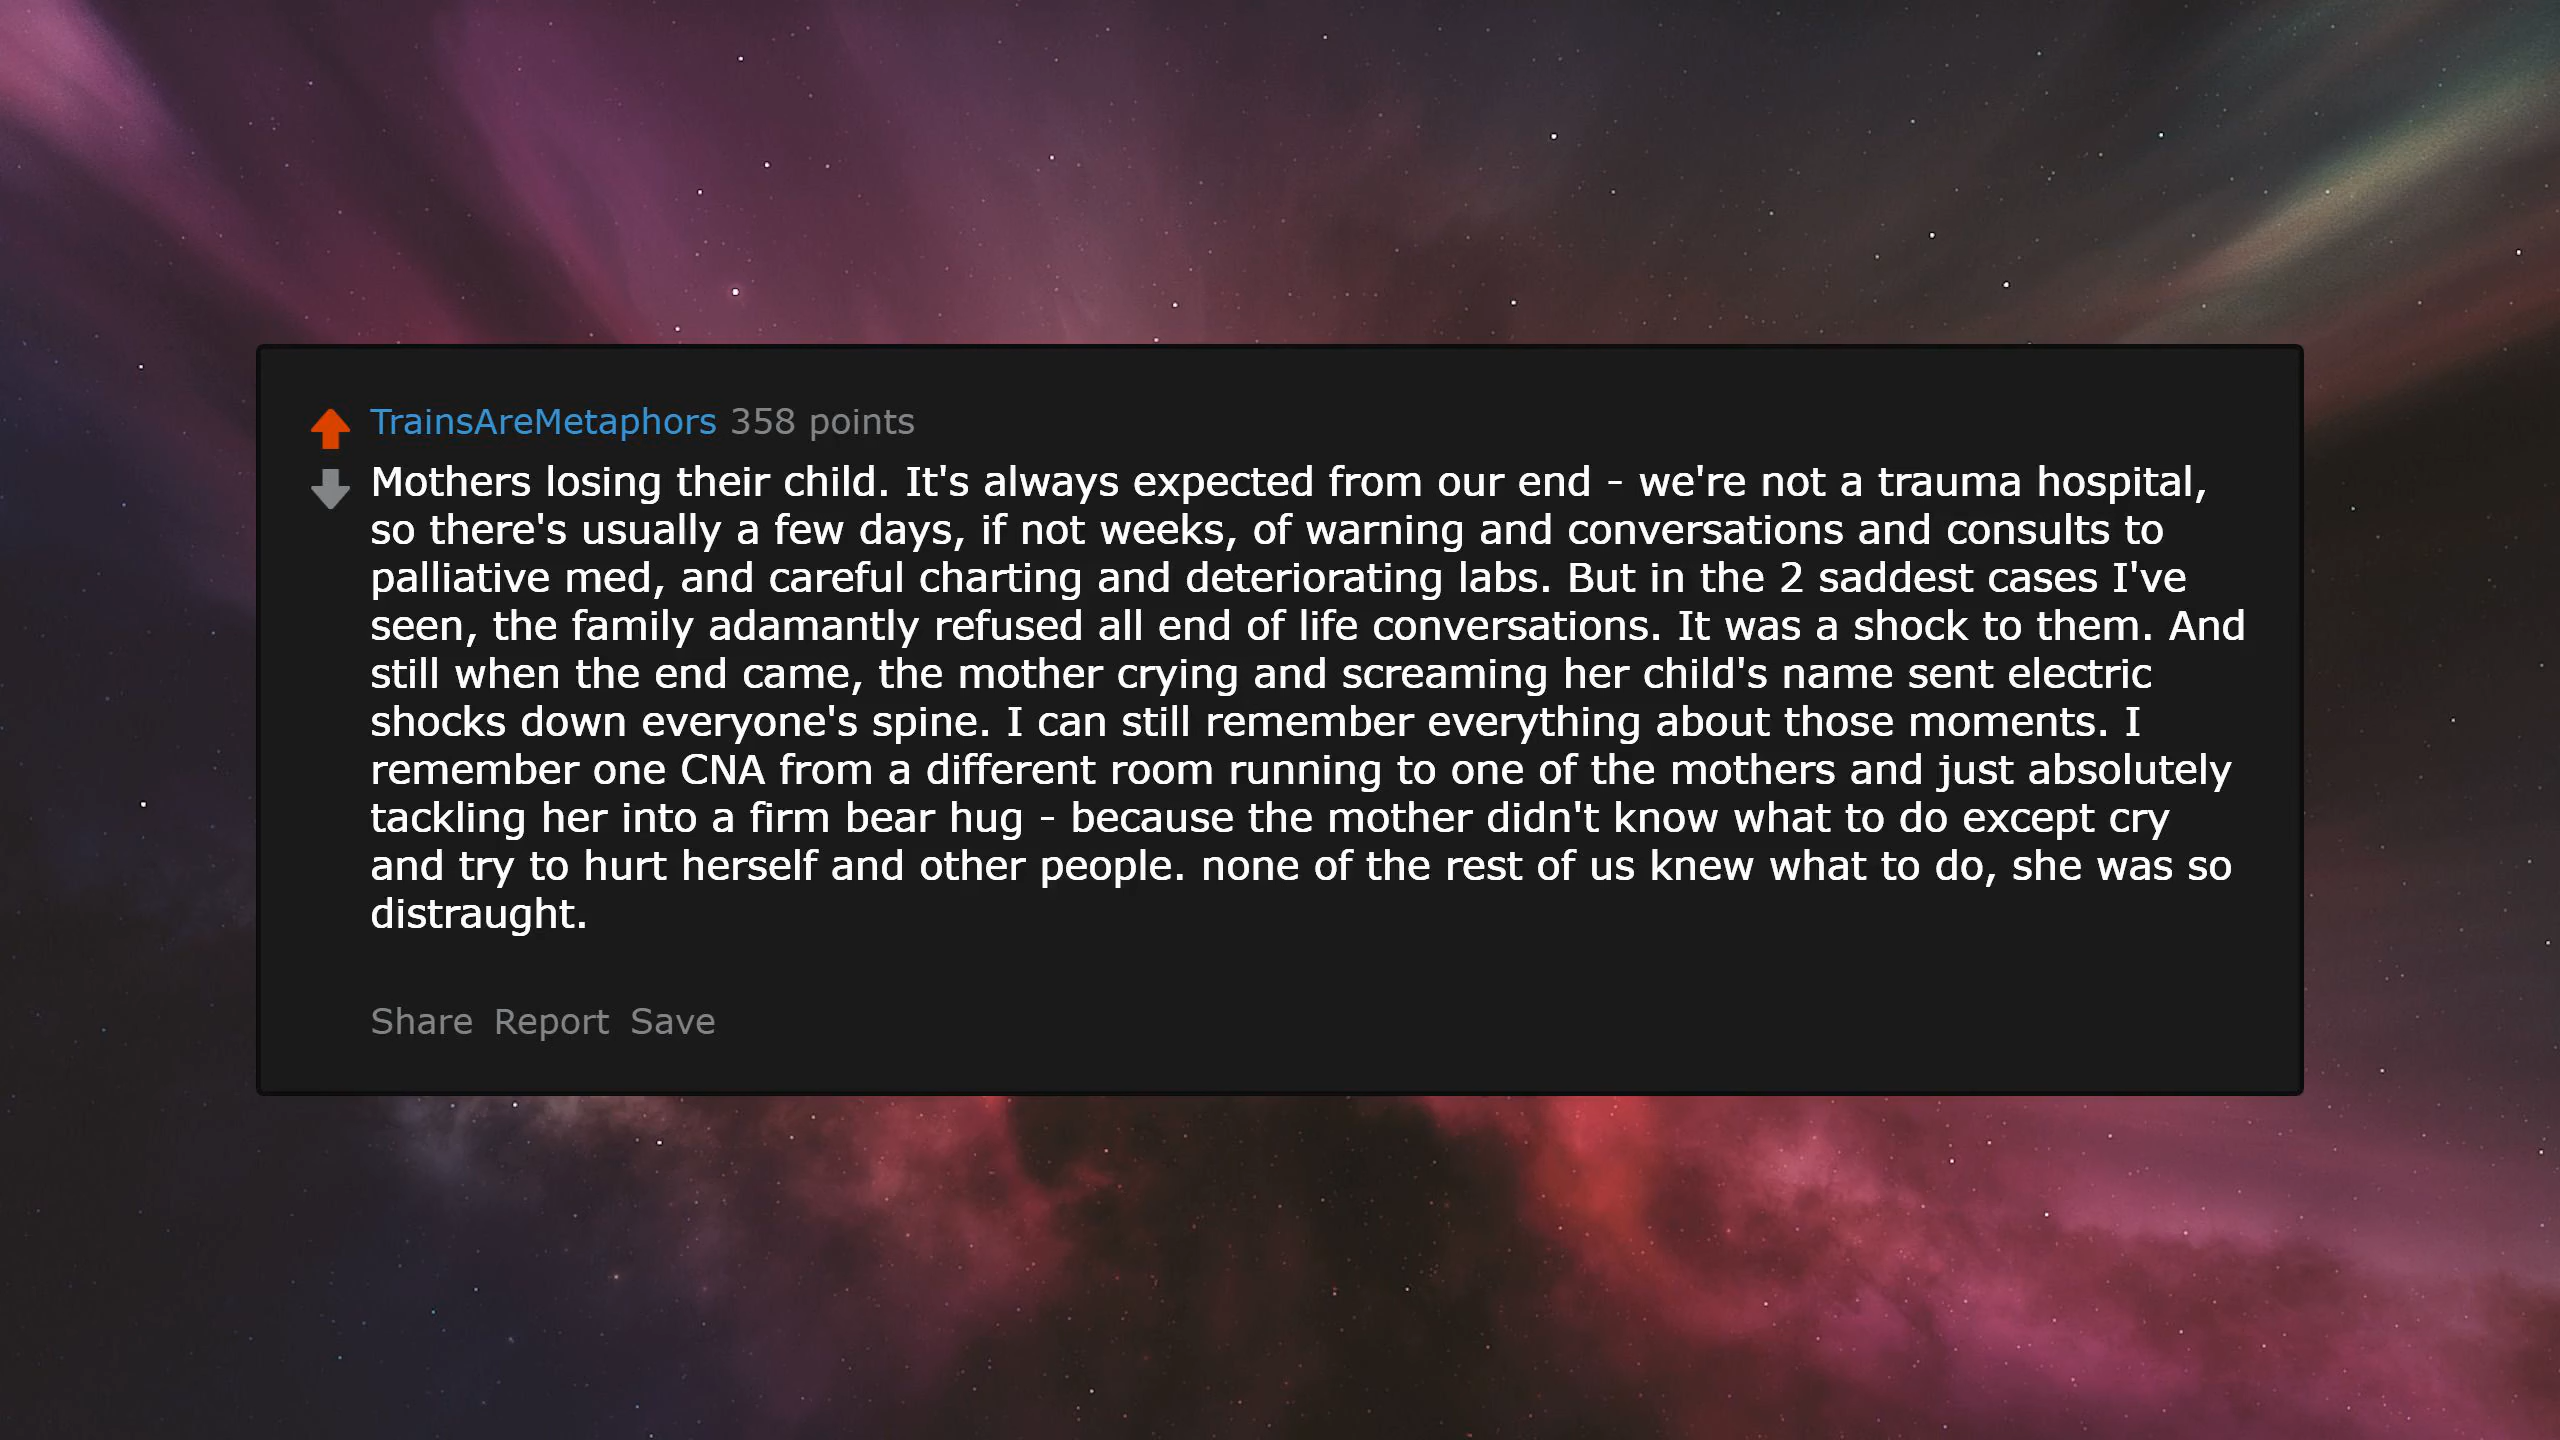 TrainsAreMetaphors 358 points
Mothers losing their child. It's always expected from our end - we're not a trauma hospital,
so there's usually a few days, if not weeks, of warning and conversations and consults to
palliative med, and careful charting and deteriorating labs. But in the 2 saddest cases I've
seen, the family adamantly refused all end of life conversations. It was a shock to them. And
still when the end came, the mother crying and screaming her child's name sent electric
shocks down everyone's spine. I can still remember everything about those moments. I
remember one CNA from a different room running to one of the mothers and just absolutely
tackling her into a firm bear hug - because the mother didn't know what to do except cry
and try to hurt herself and other people. none of the rest of us knew what to do, she was so
distraught.
Share Report Save